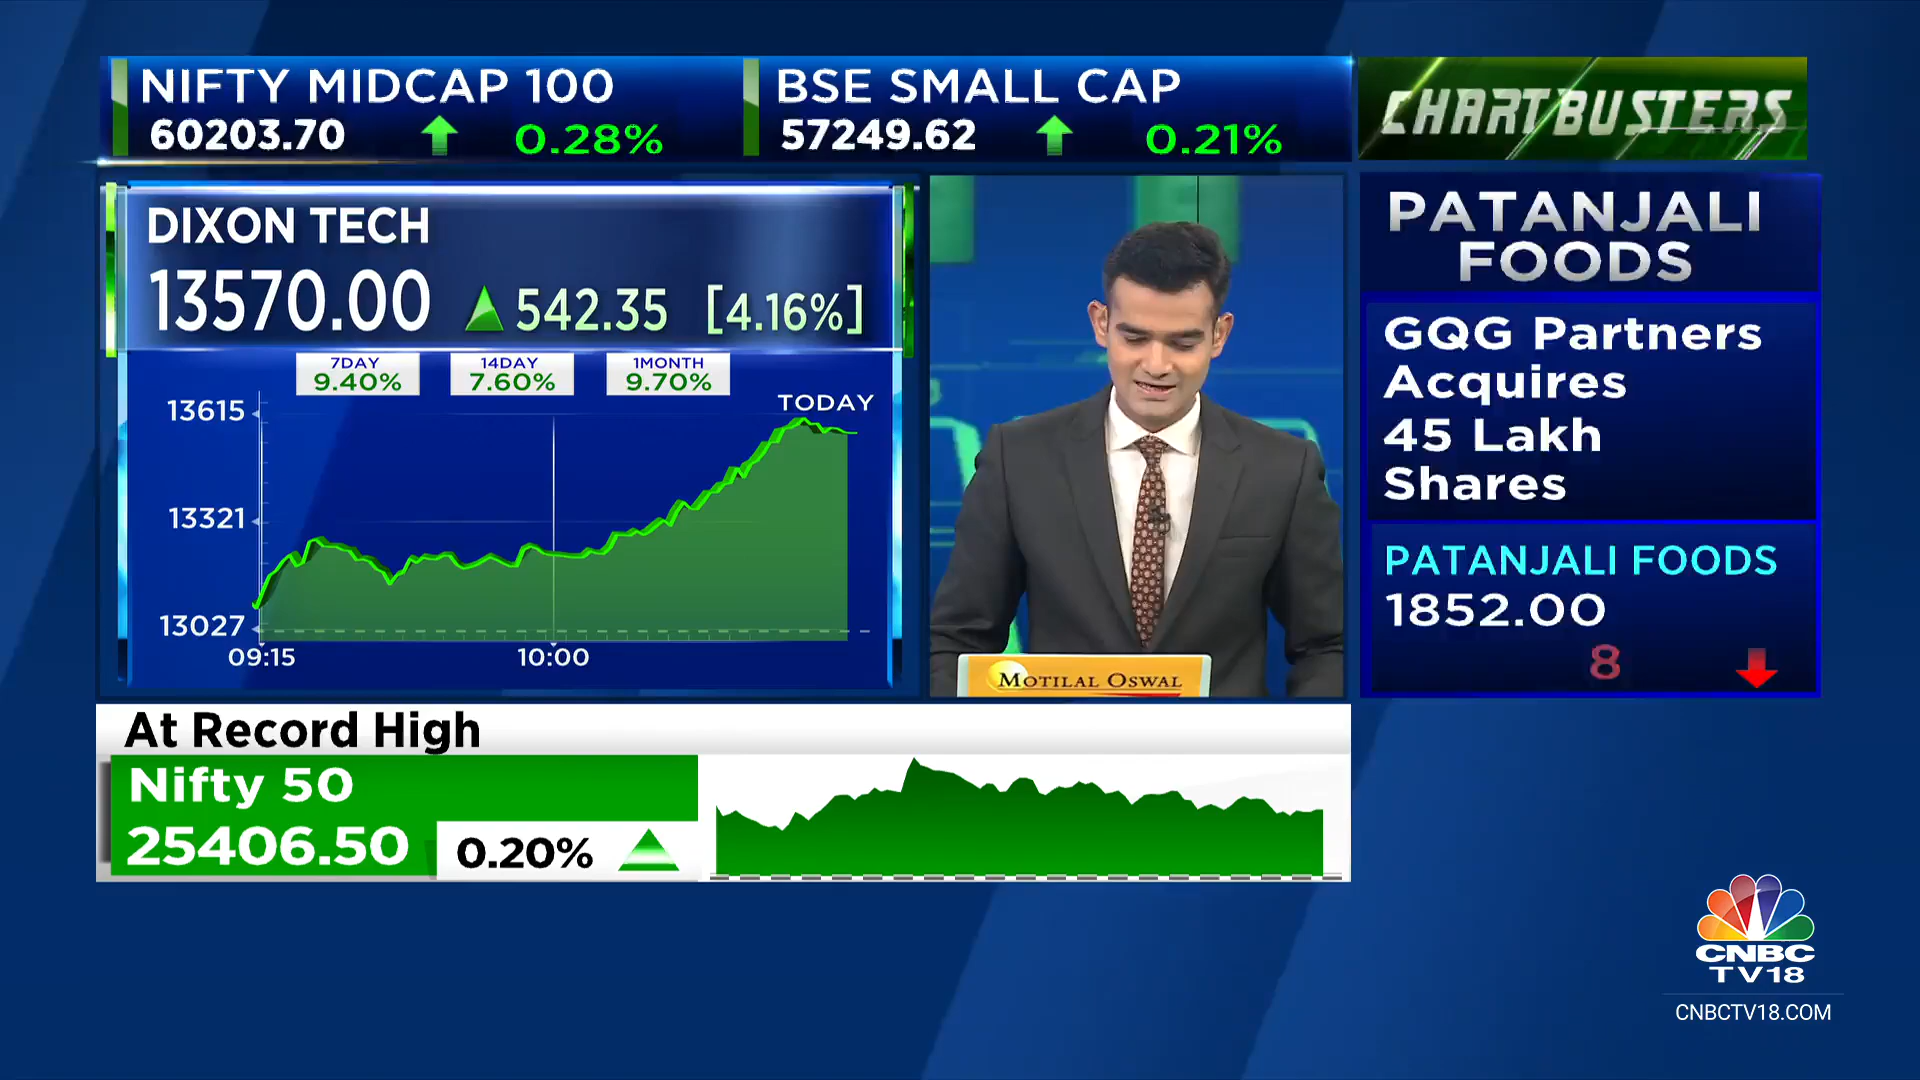 NIFTY MIDCAP 100
60203.70 0.28%
BSE SMALL CAP
57249.62 0.21%
CHARTBUSTERS
DIXON TECH
13570.00 542.35 [4.16%]
7DAY
9.40%
14DAY
7.60%
1MONTH
9.70%
TODAY
13615
13321
13027
09:15
10:00
MOTILAL OSWAL
PATANJALI
FOODS
GQG Partners
Acquires
45 Lakh
Shares
PATANJALI FOODS
1852.00
8
At Record High
Nifty 50
25406.50
0.20%
CNBC
TV18
CNBCTV18.COM